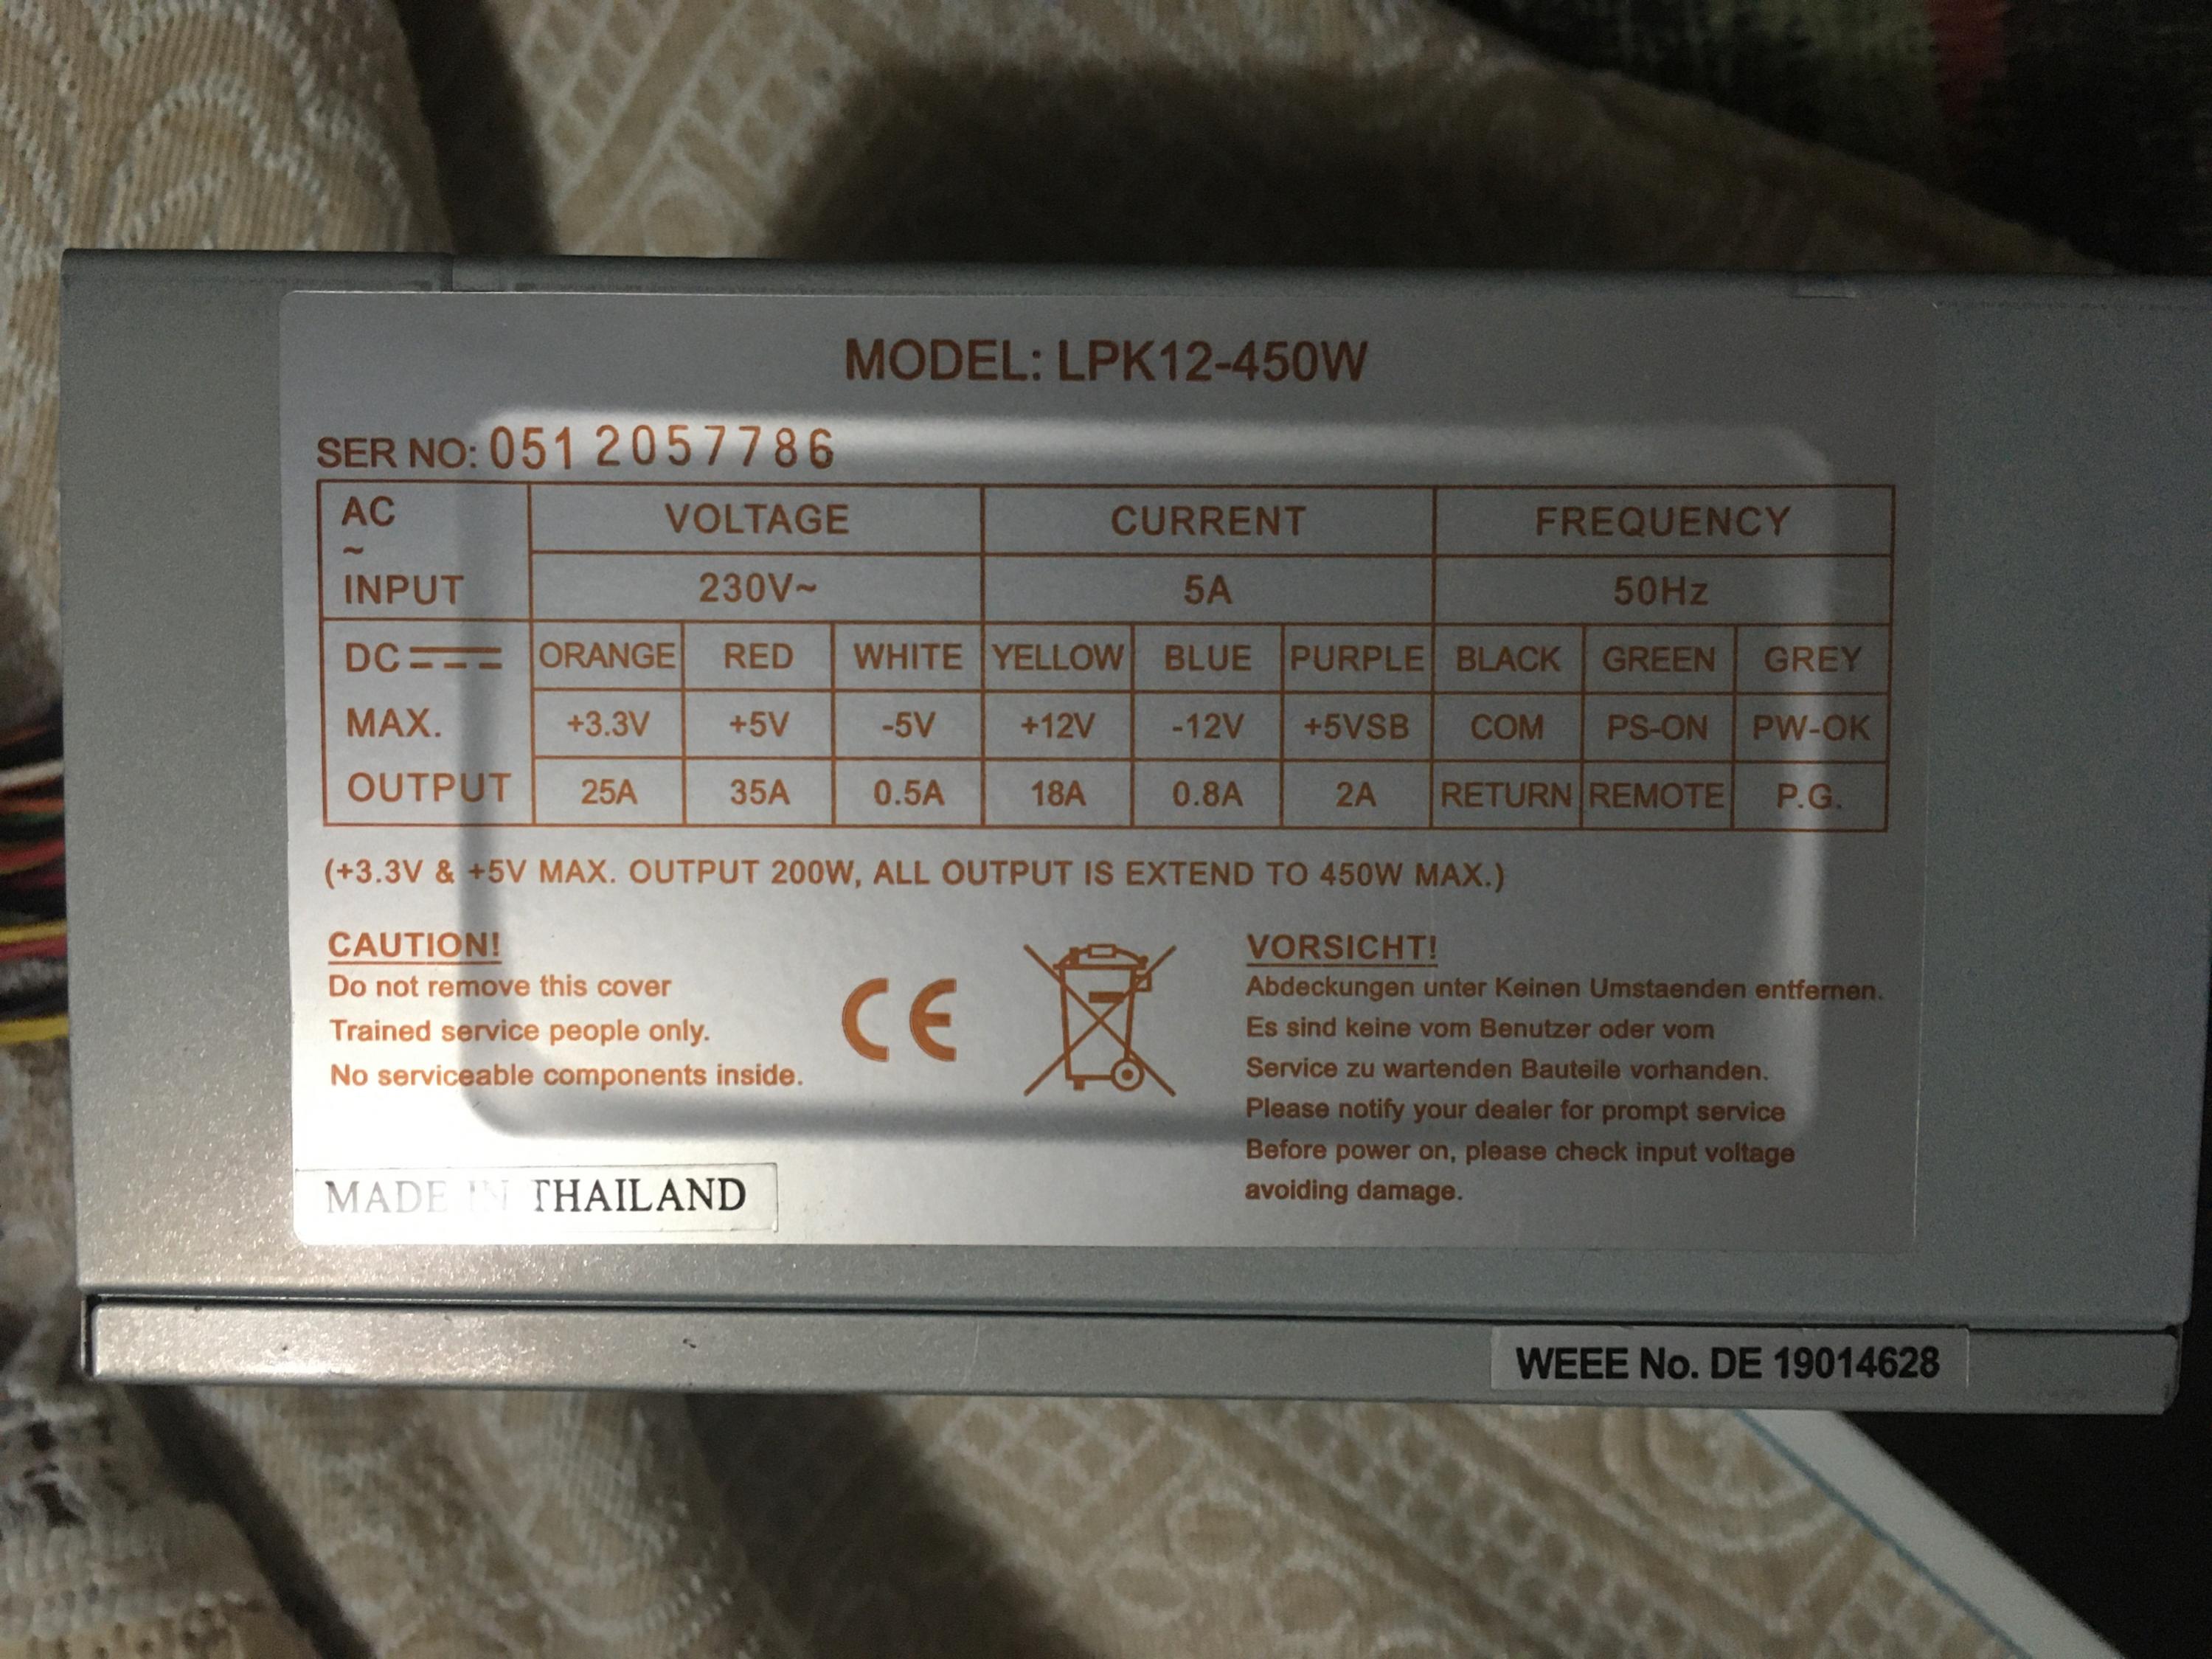 MODEL: LPK12-450W
SER NO: 0512057786
AC ~ INPUT VOLTAGE CURRENT FREQUENCY
230V~ 5A 50Hz
DC ORANGE RED WHITE YELLOW BLUE PURPLE BLACK GREEN GREY
MAX. +3.3V +5V -5V +12V -12V +5VSB COM PS-ON PW-OK
OUTPUT 25A 35A 0.5A 18A 0.8A 2A RETURN REMOTE P.G.
(+3.3V & +5V MAX. OUTPUT 200W, ALL OUTPUT IS EXTEND TO 450W MAX.)
CAUTION!
Do not remove this cover
Trained service people only.
No serviceable components inside.
CE
VORSICHT!
Abdeckungen unter Keinen Umstaenden entfernen.
Es sind keine vom Benutzer oder vom
Service zu wartenden Bauteile vorhanden.
Please notify your dealer for prompt service
Before power on, please check input voltage
avoiding damage.
MADE IN THAILAND
WEEE No. DE 19014628